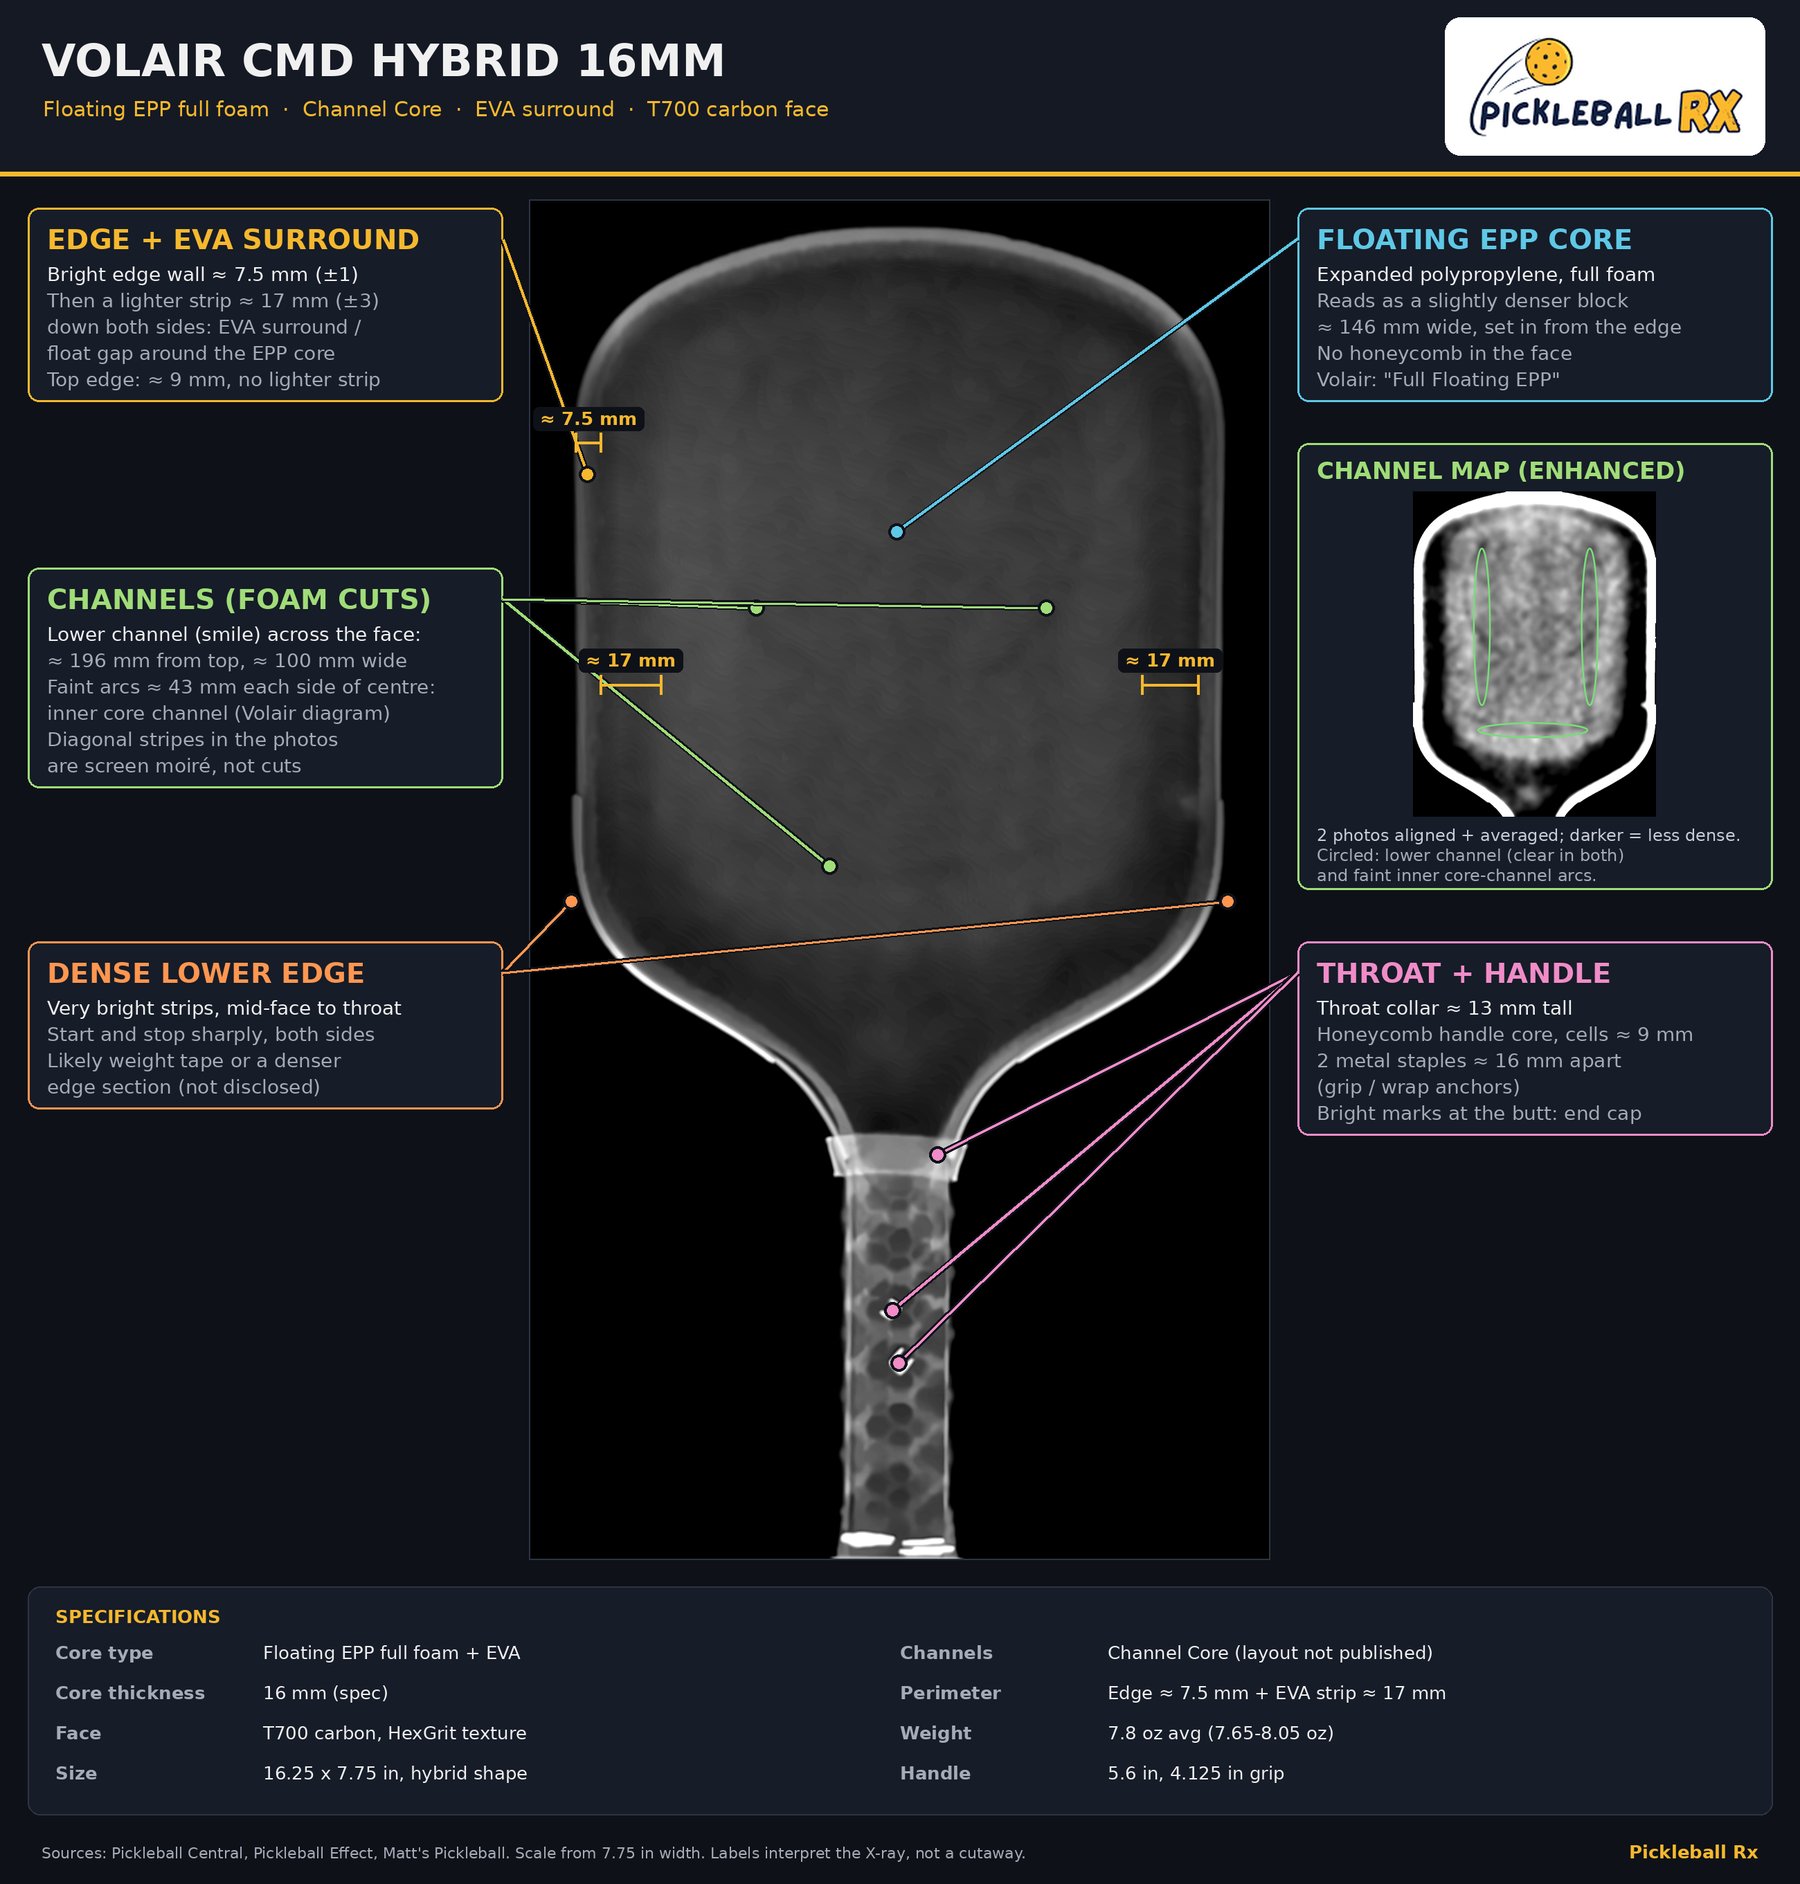 VOLAIR CMD HYBRID 16MM
Floating EPP full foam · Channel Core · EVA surround · T700 carbon face
PICKLEBALL RX
EDGE + EVA SURROUND
Bright edge wall ≈ 7.5 mm (±1)
Then a lighter strip ≈ 17 mm (±3)
down both sides: EVA surround /
float gap around the EPP core
Top edge: ≈ 9 mm, no lighter strip
FLOATING EPP CORE
Expanded polypropylene, full foam
Reads as a slightly denser block
≈ 146 mm wide, set in from the edge
No honeycomb in the face
Volair: "Full Floating EPP"
≈ 7.5 mm
CHANNEL MAP (ENHANCED)
2 photos aligned + averaged; darker = less dense.
Circled: lower channel (clear in both)
and faint inner core-channel arcs.
CHANNELS (FOAM CUTS)
Lower channel (smile) across the face:
≈ 196 mm from top, ≈ 100 mm wide
Faint arcs ≈ 43 mm each side of centre:
inner core channel (Volair diagram)
Diagonal stripes in the photos
are screen moiré, not cuts
≈ 17 mm
≈ 17 mm
DENSE LOWER EDGE
Very bright strips, mid-face to throat
Start and stop sharply, both sides
Likely weight tape or a denser
edge section (not disclosed)
THROAT + HANDLE
Throat collar ≈ 13 mm tall
Honeycomb handle core, cells ≈ 9 mm
2 metal staples ≈ 16 mm apart
(grip / wrap anchors)
Bright marks at the butt: end cap
SPECIFICATIONS
Core type Floating EPP full foam + EVA
Channels Channel Core (layout not published)
Core thickness 16 mm (spec)
Perimeter Edge ≈ 7.5 mm + EVA strip ≈ 17 mm
Face T700 carbon, HexGrit texture
Weight 7.8 oz avg (7.65-8.05 oz)
Size 16.25 x 7.75 in, hybrid shape
Handle 5.6 in, 4.125 in grip
Sources: Pickleball Central, Pickleball Effect, Matt's Pickleball. Scale from 7.75 in width. Labels interpret the X-ray, not a cutaway.
Pickleball Rx